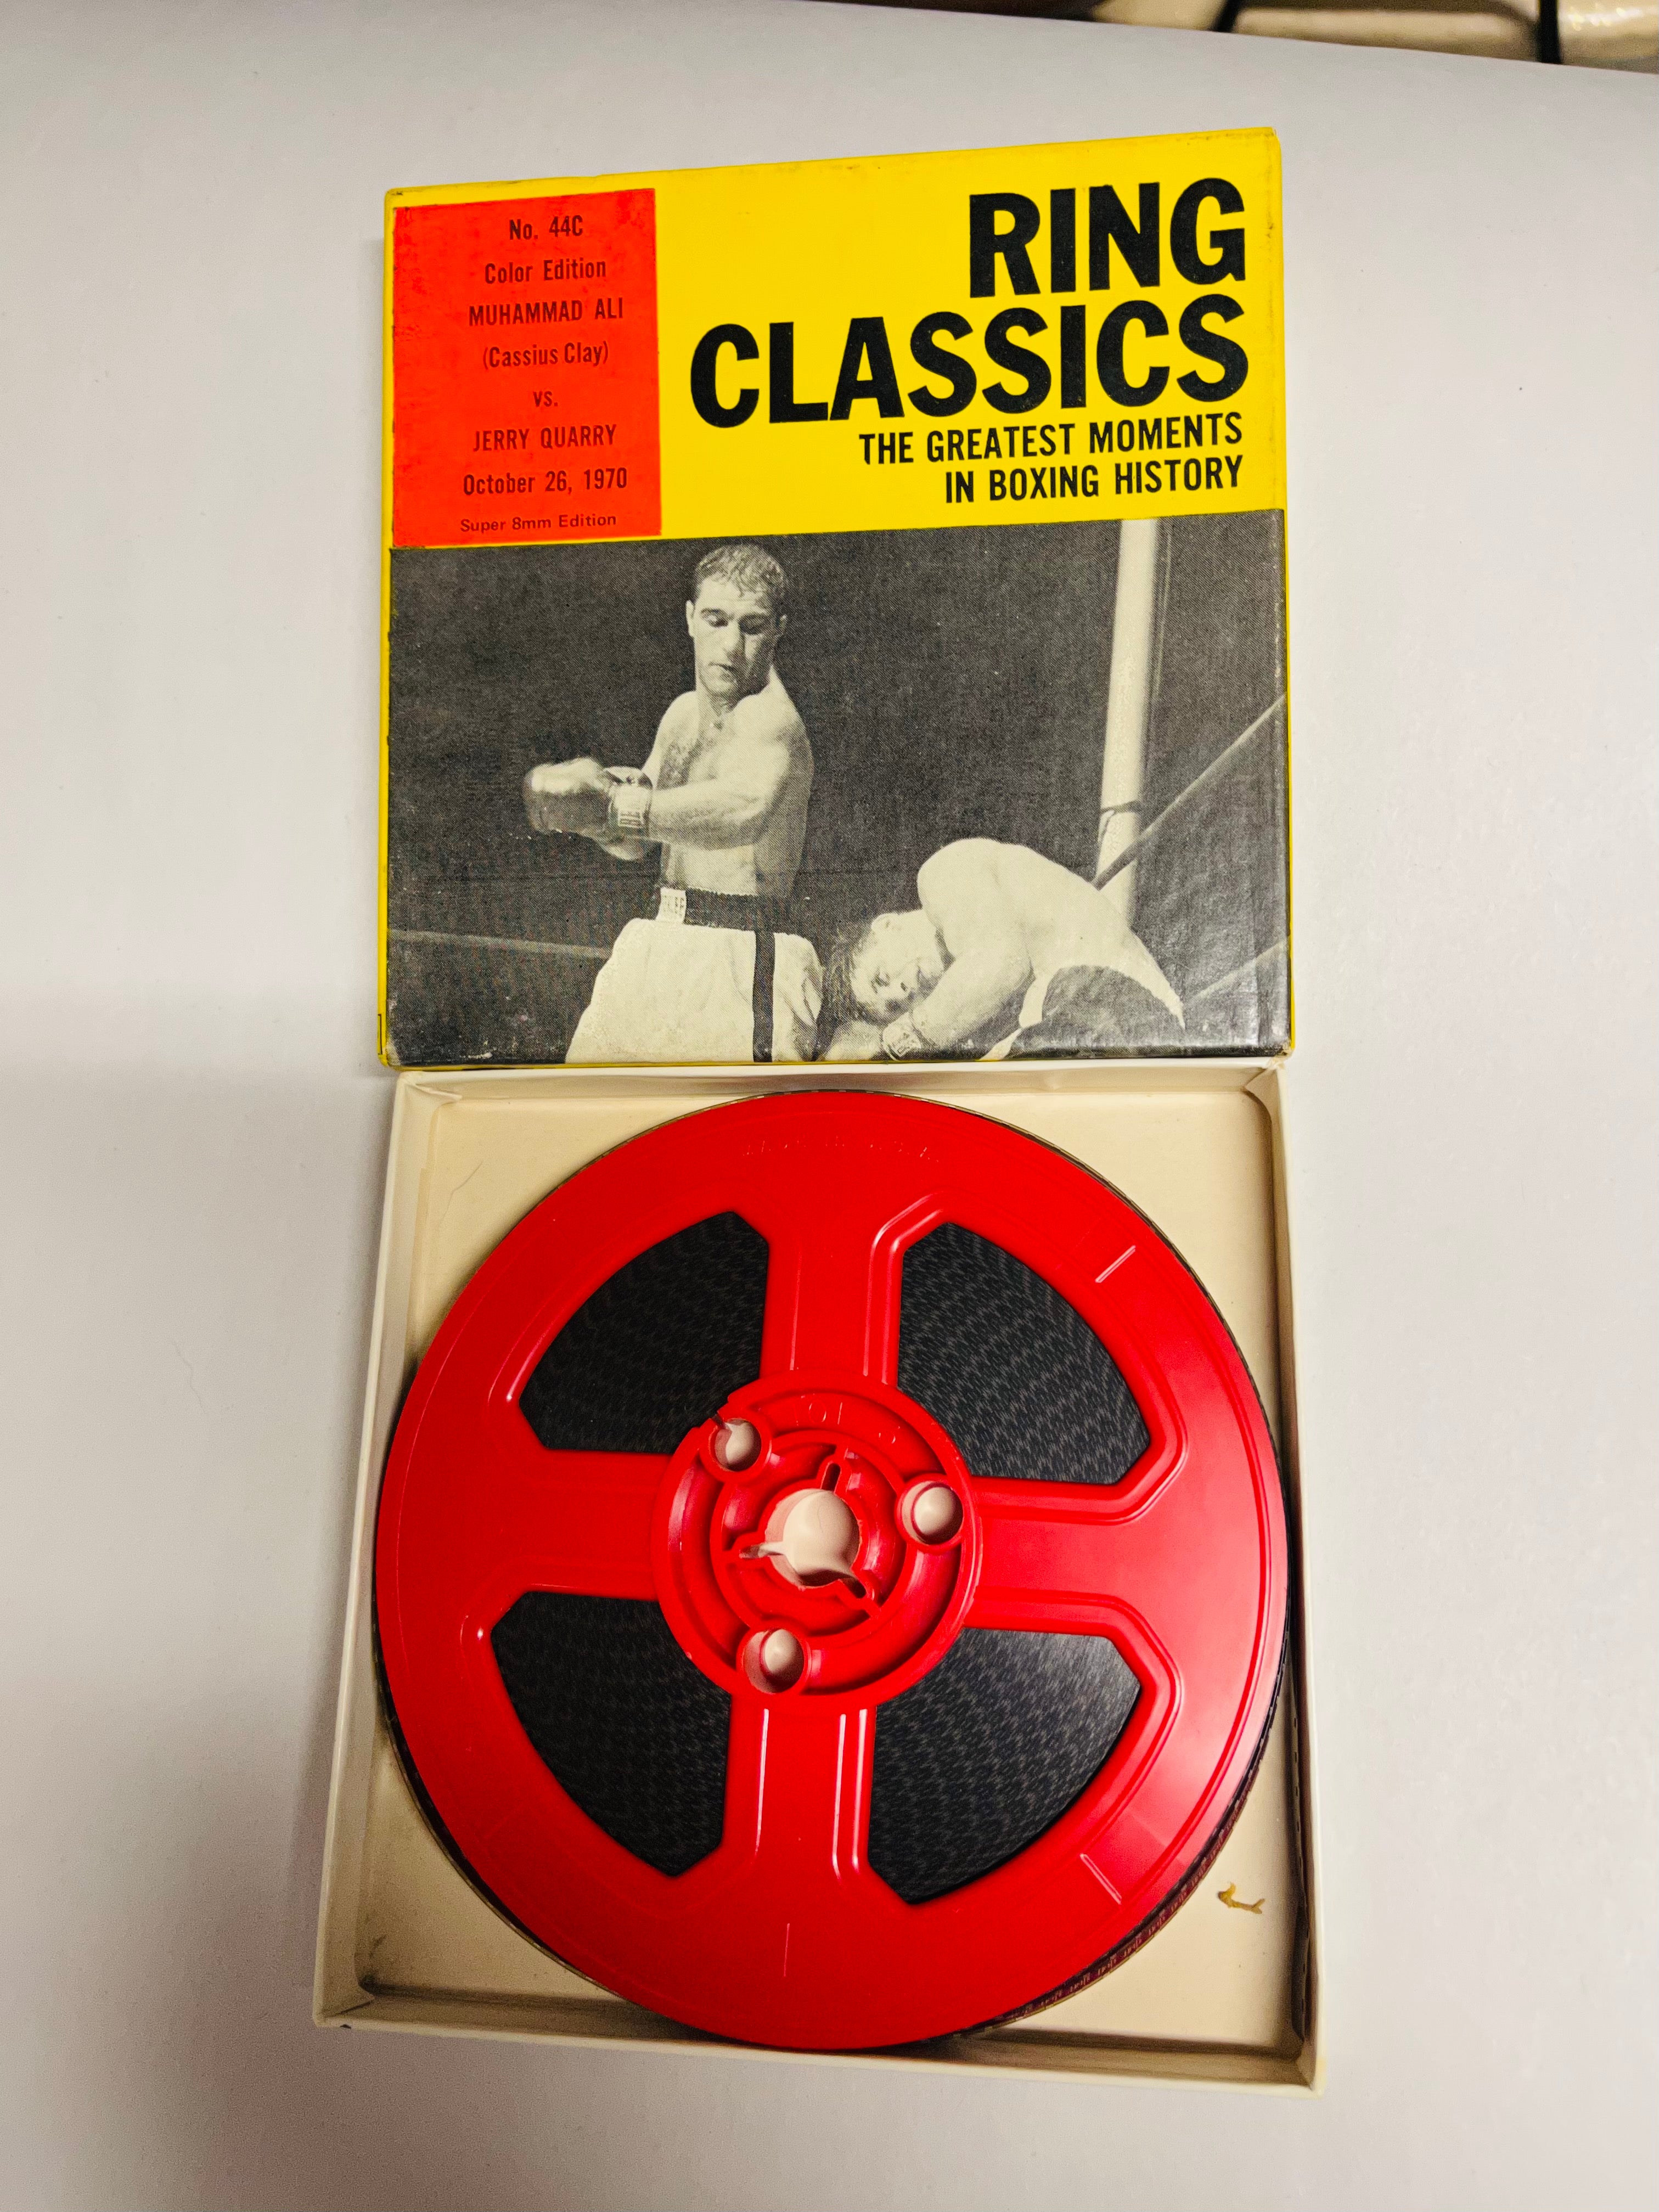 No. 44C
Color Edition
MUHAMMAD ALI
(Cassius Clay)
vs.
JERRY QUARRY
October 26, 1970
Super 8mm Edition
RING
CLASSICS
THE GREATEST MOMENTS
IN BOXING HISTORY